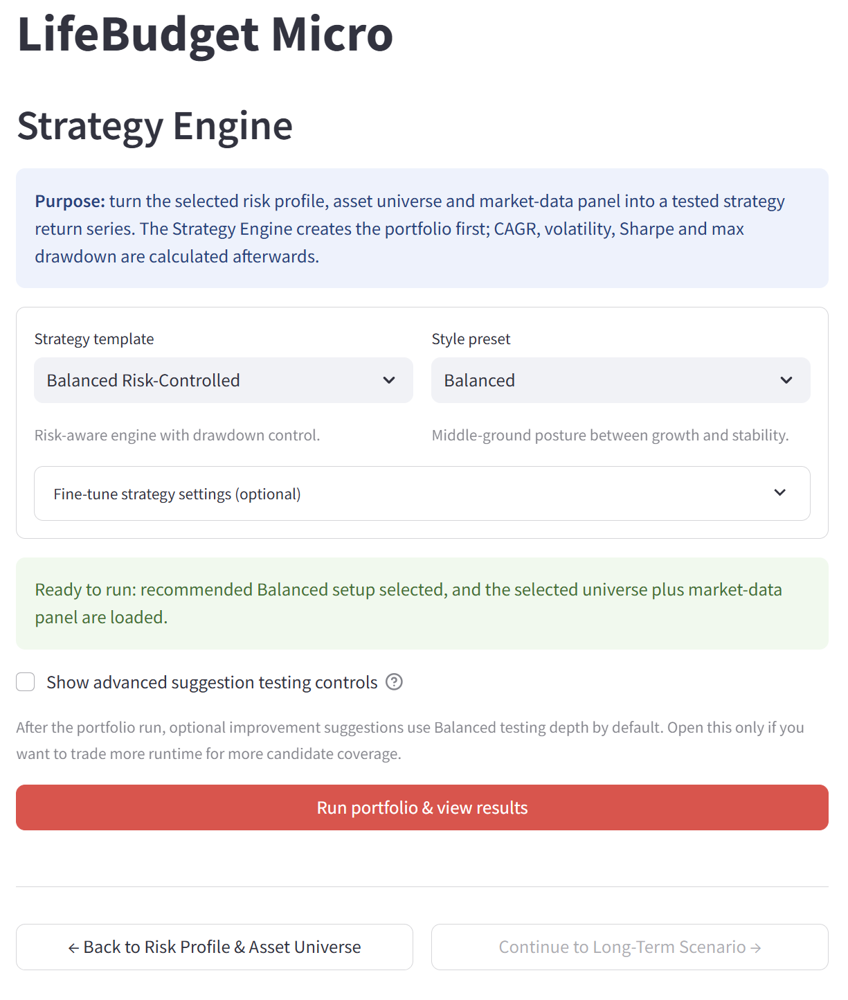 LifeBudget Micro
Strategy Engine
Purpose: turn the selected risk profile, asset universe and market-data panel into a tested strategy
return series. The Strategy Engine creates the portfolio first; CAGR, volatility, Sharpe and max
drawdown are calculated afterwards.
Strategy template
Style preset
Balanced Risk-Controlled
Balanced
Risk-aware engine with drawdown control.
Middle-ground posture between growth and stability.
Fine-tune strategy settings (optional)
Ready to run: recommended Balanced setup selected, and the selected universe plus market-data
panel are loaded.
Show advanced suggestion testing controls
After the portfolio run, optional improvement suggestions use Balanced testing depth by default. Open this only if you
want to trade more runtime for more candidate coverage.
Run portfolio & view results
← Back to Risk Profile & Asset Universe
Continue to Long-Term Scenario →